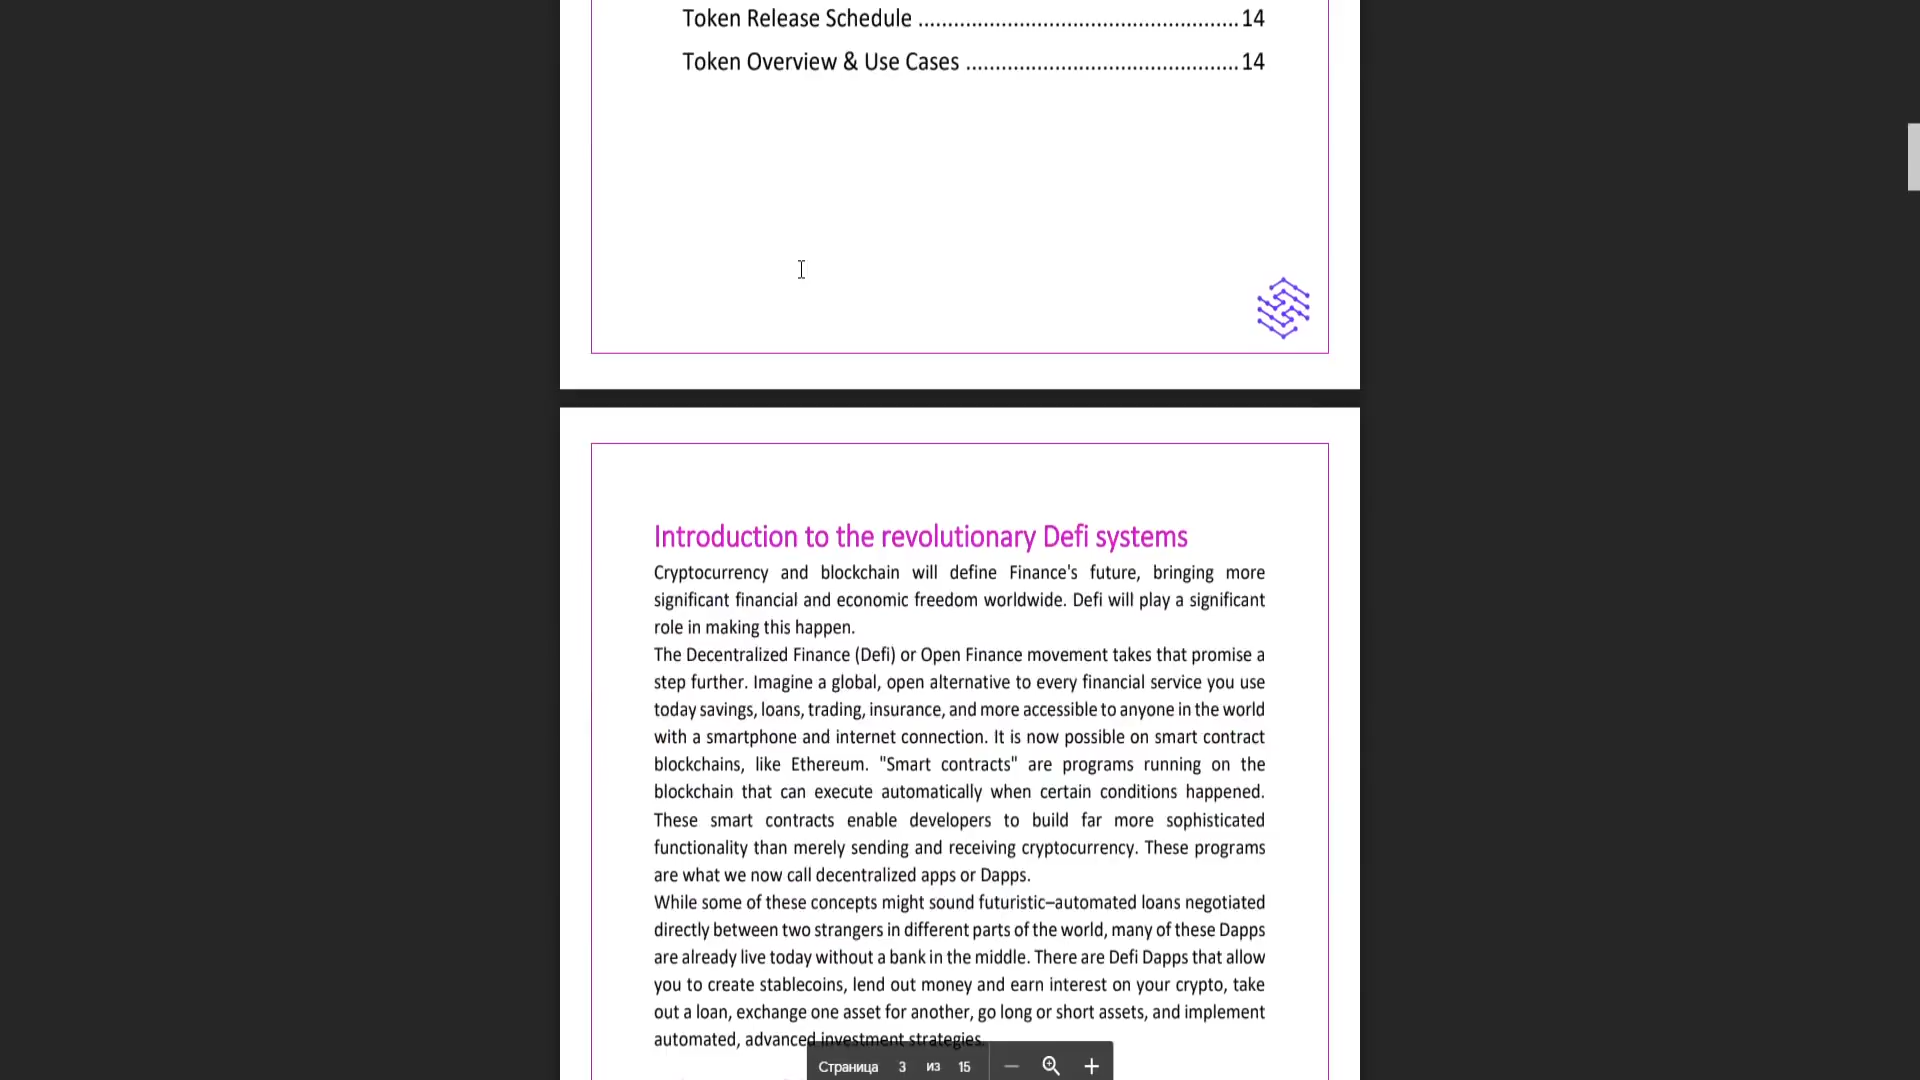 Token Release Schedule ....................................................... 14
Token Overview & Use Cases ............................................... 14
Introduction to the revolutionary Defi systems
Cryptocurrency and blockchain will define Finance's future, bringing more
significant financial and economic freedom worldwide. Defi will play a significant
role in making this happen.
The Decentralized Finance (Defi) or Open Finance movement takes that promise a
step further. Imagine a global, open alternative to every financial service you use
today savings, loans, trading, insurance, and more accessible to anyone in the world
with a smartphone and internet connection. It is now possible on smart contract
blockchains, like Ethereum. "Smart contracts" are programs running on the
blockchain that can execute automatically when certain conditions happened.
These smart contracts enable developers to build far more sophisticated
functionality than merely sending and receiving cryptocurrency. These programs
are what we now call decentralized apps or Dapps.
While some of these concepts might sound futuristic–automated loans negotiated
directly between two strangers in different parts of the world, many of these Dapps
are already live today without a bank in the middle. There are Defi Dapps that allow
you to create stablecoins, lend out money and earn interest on your crypto, take
out a loan, exchange one asset for another, go long or short assets, and implement
automated, advanced investment strategies.
Страница 3 из 15